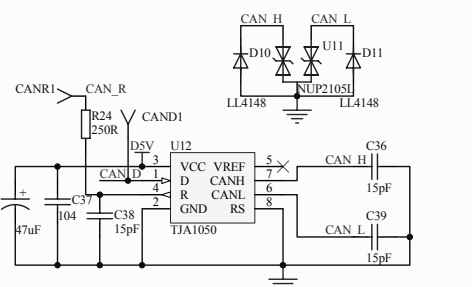 CAN_H CAN_L
D10 U11 D11
NUP2105L
LL4148 LL4148
CANR1 CAN_R
R24 CAND1
250R
D5V U12
CAN_D
3 VCC VREF 5
1 D CANH 7
4 R CANL 6
2 GND RS 8
TJA1050
CAN_H C36
15pF
C39
CAN_L
15pF
+ C37
47uF 104
C38
15pF